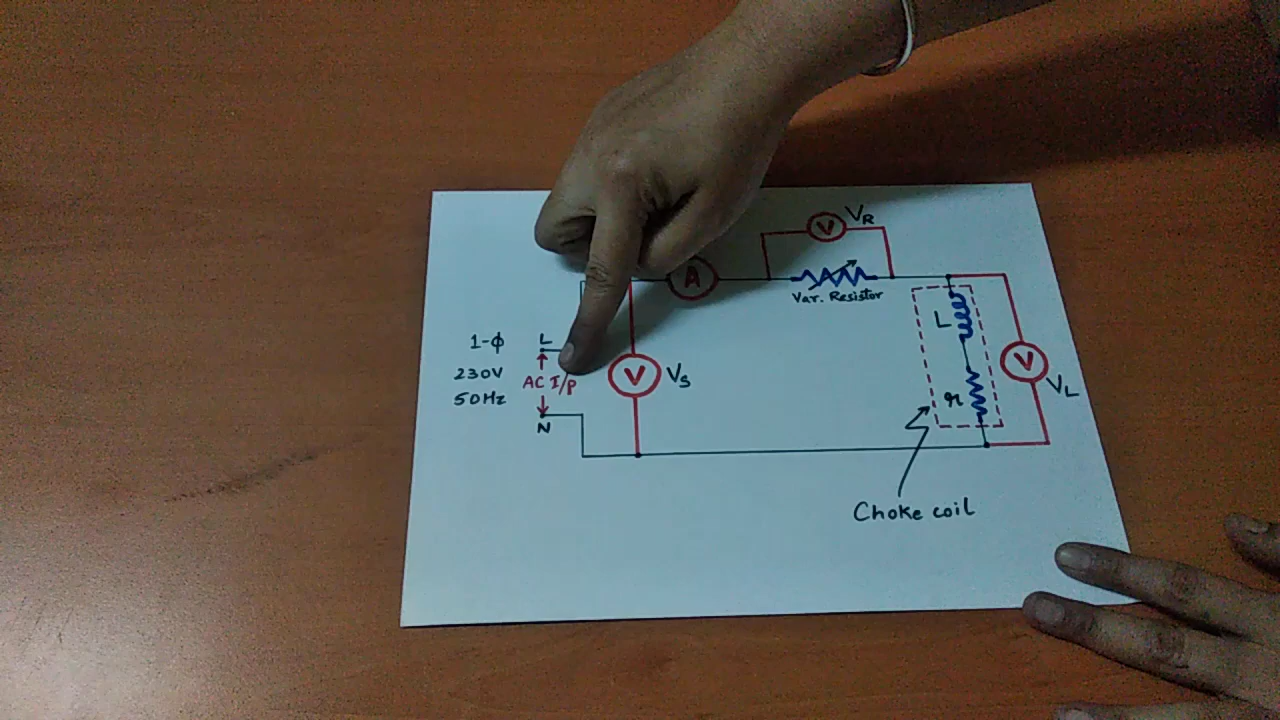 V VR
A
Var. Resistor
1-ϕ
230V
50Hz
L
AC I/P
N
V VS
L
r
V VL
Choke coil